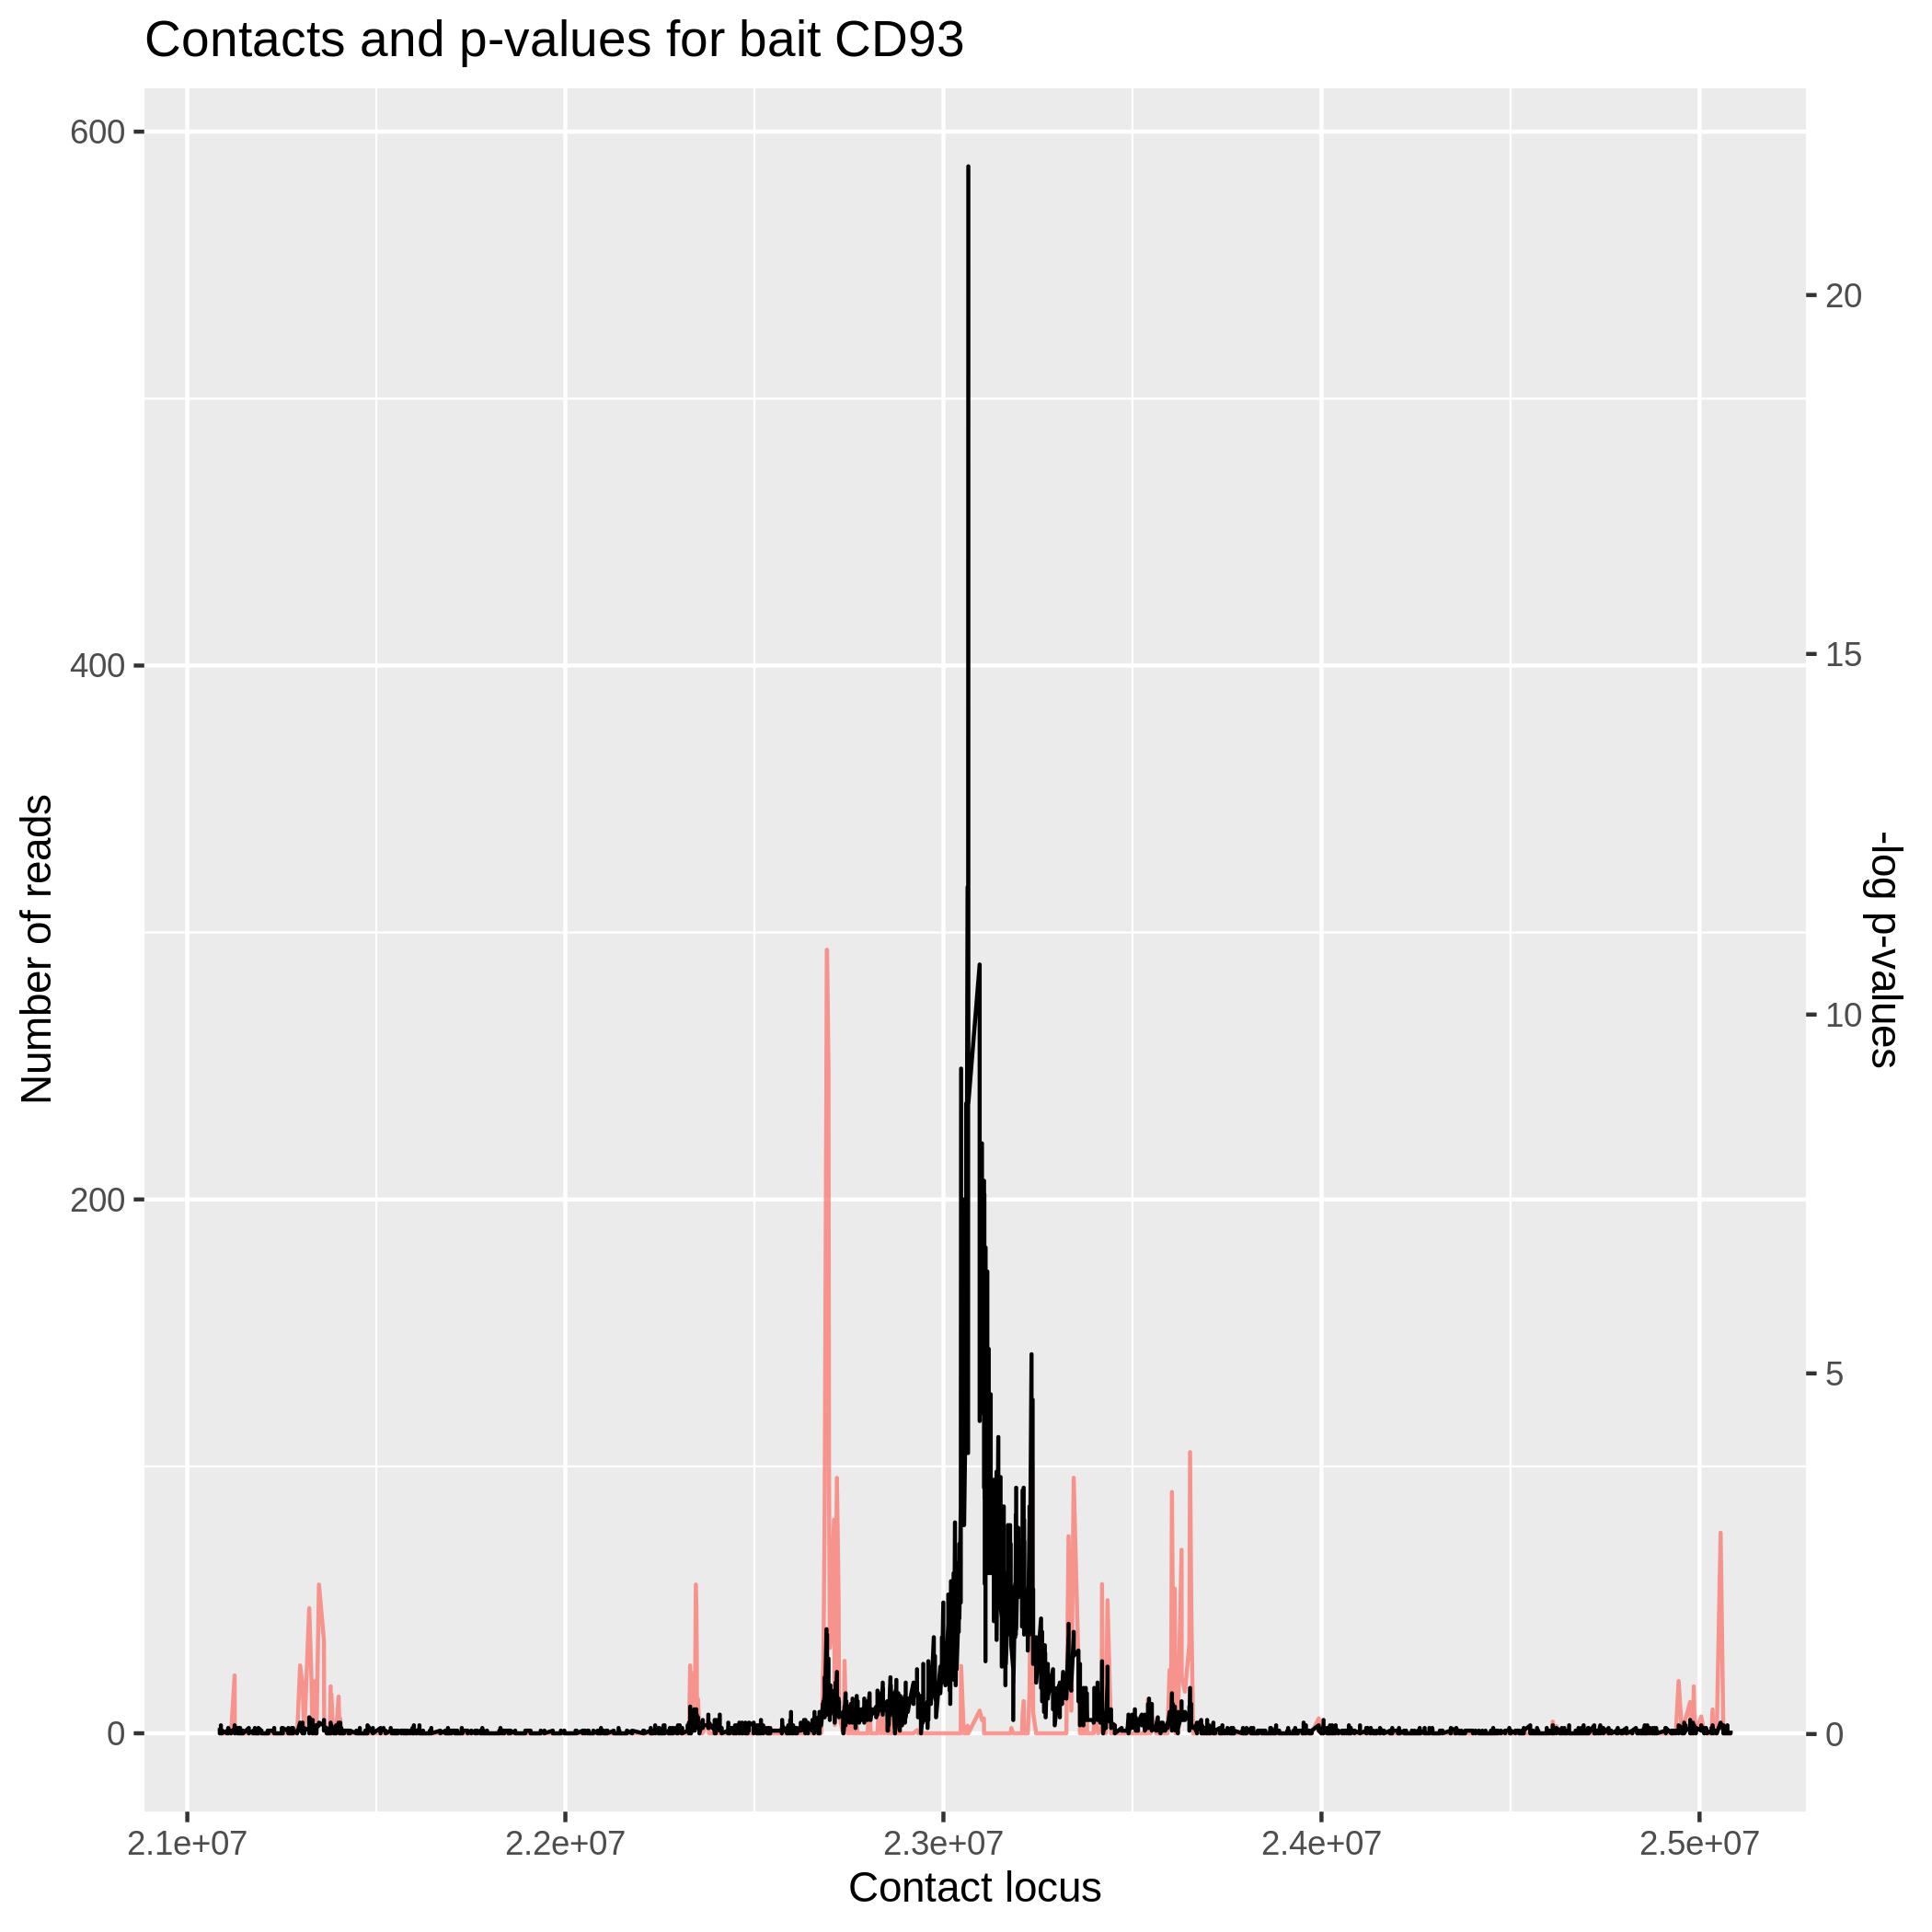 Contacts and p-values for bait CD93
600
400
200
0
Number of reads
20
15
10
5
0
-log p-values
2.1e+07
2.2e+07
2.3e+07
2.4e+07
2.5e+07
Contact locus